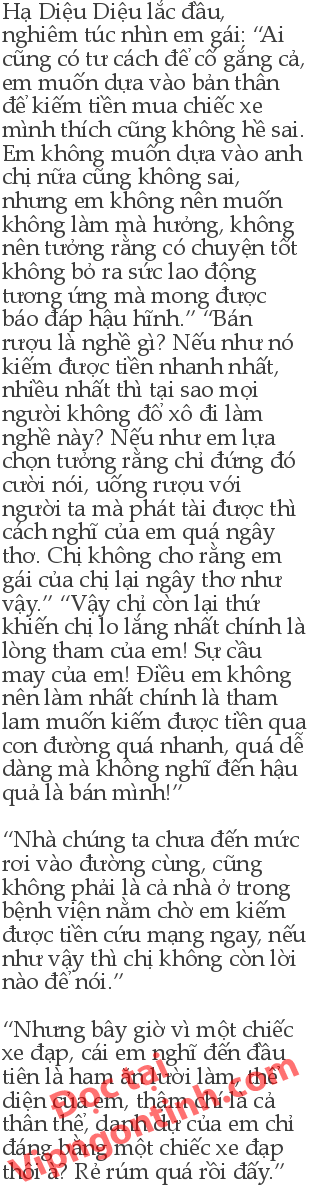 Hạ Diệu Diệu lắc đầu,
nghiêm túc nhìn em gái: “Ai
cũng có tư cách để cố gắng cả,
em muốn dựa vào bản thân
để kiếm tiền mua chiếc xe
mình thích cũng không hề sai.
Em không muốn dựa vào anh
chị nữa cũng không sai,
nhưng em không nên muốn
không làm mà hưởng, không
nên tưởng rằng có chuyện tốt
không bỏ ra sức lao động
tương ứng mà mong được
báo đáp hậu hĩnh.” “Bán
rượu là nghề gì? Nếu như nó
kiếm được tiền nhanh nhất,
nhiều nhất thì tại sao mọi
người không đổ xô đi làm
nghề này? Nếu như em lựa
chọn tưởng rằng chỉ đứng đó
cười nói, uống rượu với
người ta mà phát tài được thì
cách nghĩ của em quá ngây
thơ. Chị không cho rằng em
gái của chị lại ngây thơ như
vậy.” “Vậy chỉ còn lại thứ
khiến chị lo lắng nhất chính là
lòng tham của em! Sự cầu
may của em! Điều em không
nên làm nhất chính là tham
lam muốn kiếm được tiền qua
con đường quá nhanh, quá dễ
dàng mà không nghĩ đến hậu
quả là bán mình!”
“Nhà chúng ta chưa đến mức
rơi vào đường cùng, cũng
không phải là cả nhà ở trong
bệnh viện nằm chờ em kiếm
được tiền cứu mạng ngay, nếu
như vậy thì chị không còn lời
nào để nói.”
“Nhưng bây giờ vì một chiếc
xe đạp, cái em nghĩ đến đầu
tiên là ham ăn lười làm, thể
diện của em, thậm chí là cả
thân thể, danh dự của em chỉ
đáng bằng một chiếc xe đạp
thôi à? Rẻ rúm quá rồi đấy.”
Đọc tại
Vipngontinh.com